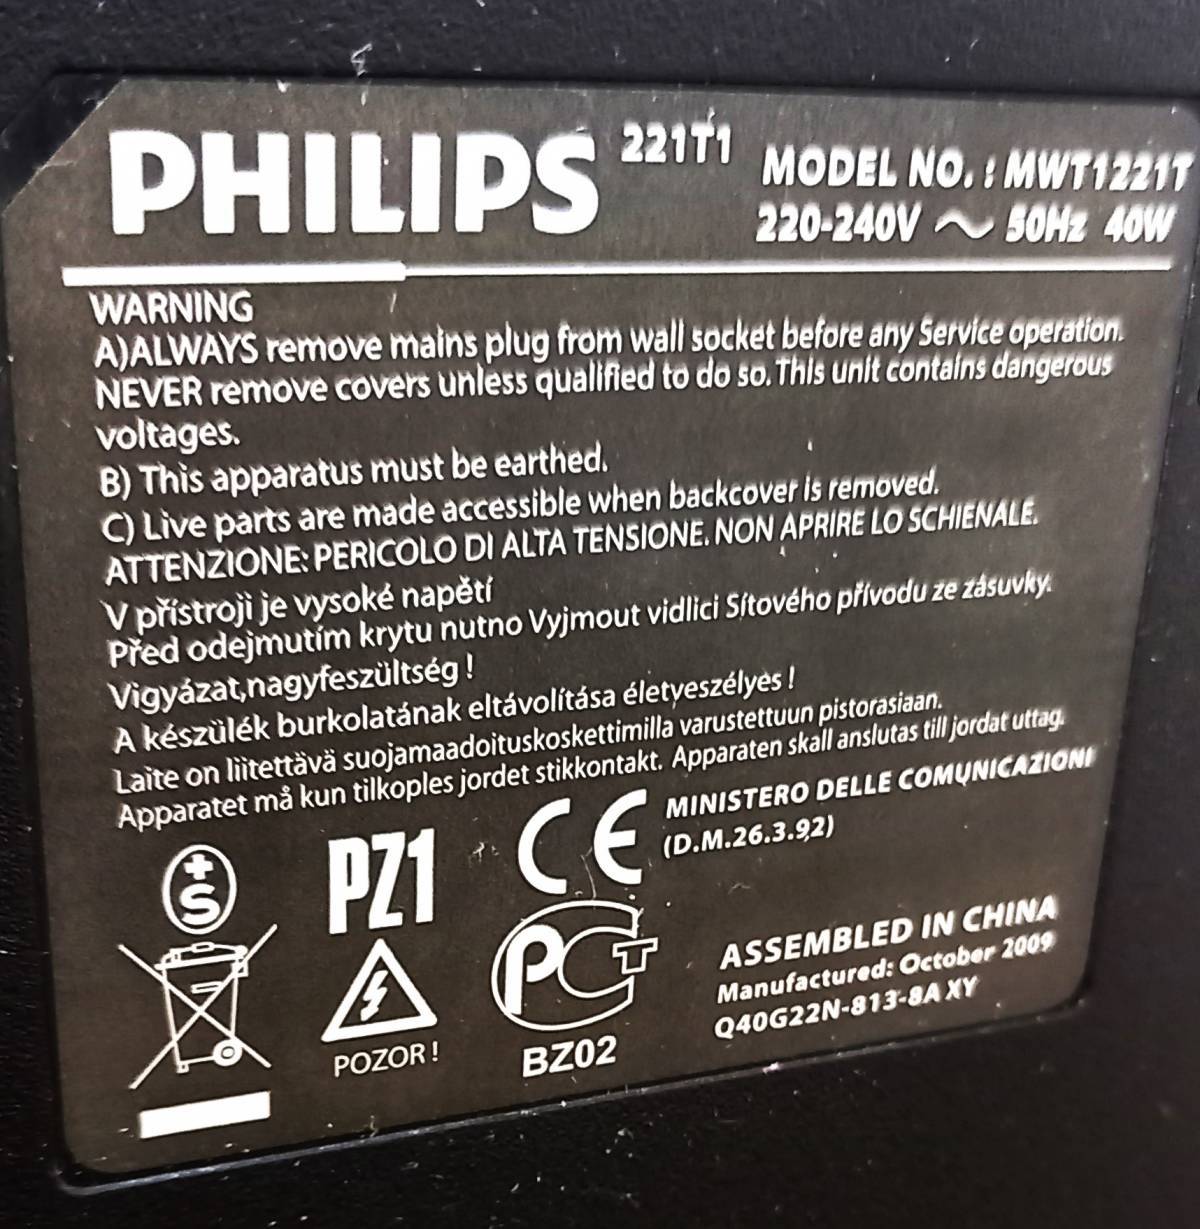 PHILIPS 221T1
MODEL NO. : MWT1221T
220-240V ~ 50Hz 40W
WARNING
A)ALWAYS remove mains plug from wall socket before any Service operation.
NEVER remove covers unless qualified to do so. This unit contains dangerous
voltages.
B) This apparatus must be earthed.
C) Live parts are made accessible when backcover is removed.
ATTENZIONE: PERICOLO DI ALTA TENSIONE. NON APRIRE LO SCHIENALE.
V přístroji je vysoké napětí
Před odejmutím krytu nutno Vyjmout vidlici Sítového přívodu ze zásuvky.
Vigyázat,nagyfeszültség !
A készülék burkolatának eltávolítása életyeszélyes !
Laite on liitettävä suojamaadoituskoskettimilla varustettuun pistorasiaan.
Apparatet må kun tilkoples jordet stikkontakt. Apparaten skall anslutas till jordat uttag.
CE MINISTERO DELLE COMUNICAZIONI
(D.M.26.3.92)
+S
PZ1
POZOR !
PCT
BZ02
ASSEMBLED IN CHINA
Manufactured: October 2009
Q40G22N-813-8A XY